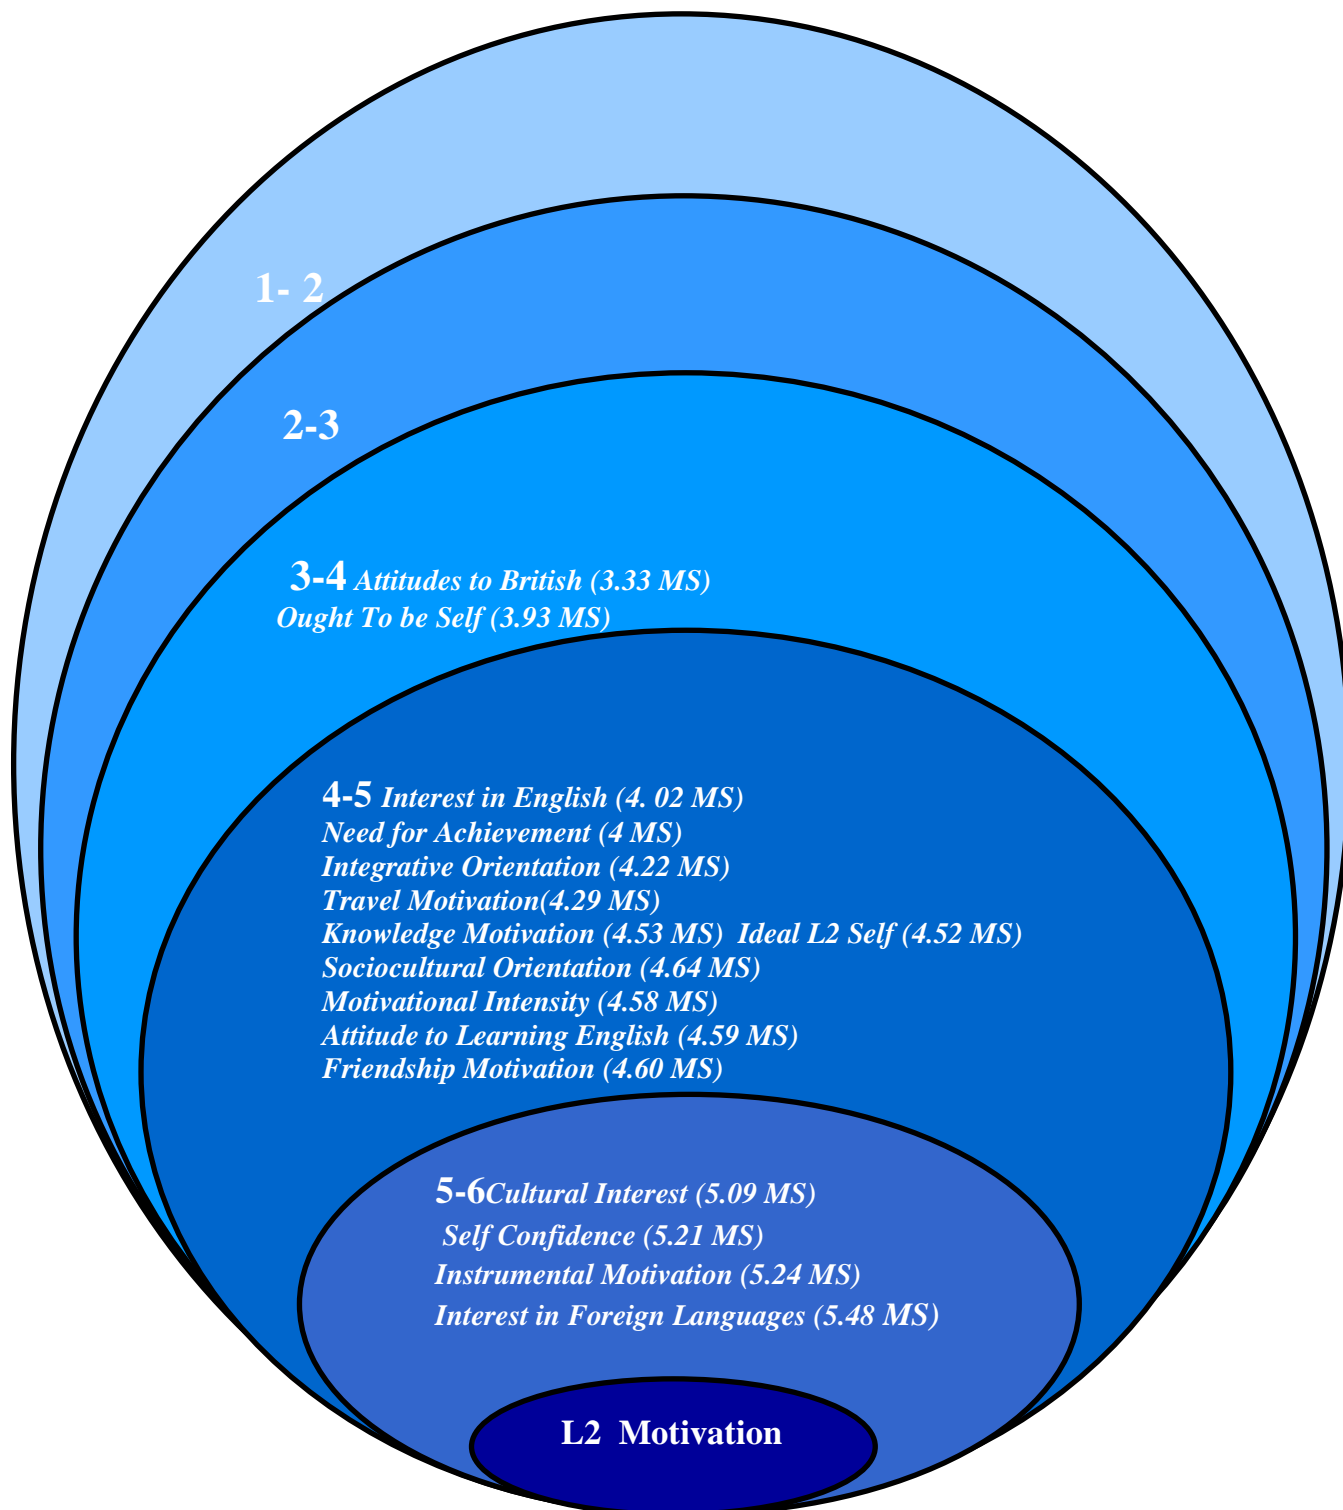 1- 2
2-3
3-4 Attitudes to British (3.33 MS)
Ought To be Self (3.93 MS)
4-5 Interest in English (4. 02 MS)
Need for Achievement (4 MS)
Integrative Orientation (4.22 MS)
Travel Motivation(4.29 MS)
Knowledge Motivation (4.53 MS)  Ideal L2 Self (4.52 MS)
Sociocultural Orientation (4.64 MS)
Motivational Intensity (4.58 MS)
Attitude to Learning English (4.59 MS)
Friendship Motivation (4.60 MS)
5-6Cultural Interest (5.09 MS)
Self Confidence (5.21 MS)
Instrumental Motivation (5.24 MS)
Interest in Foreign Languages (5.48 MS)
L2  Motivation